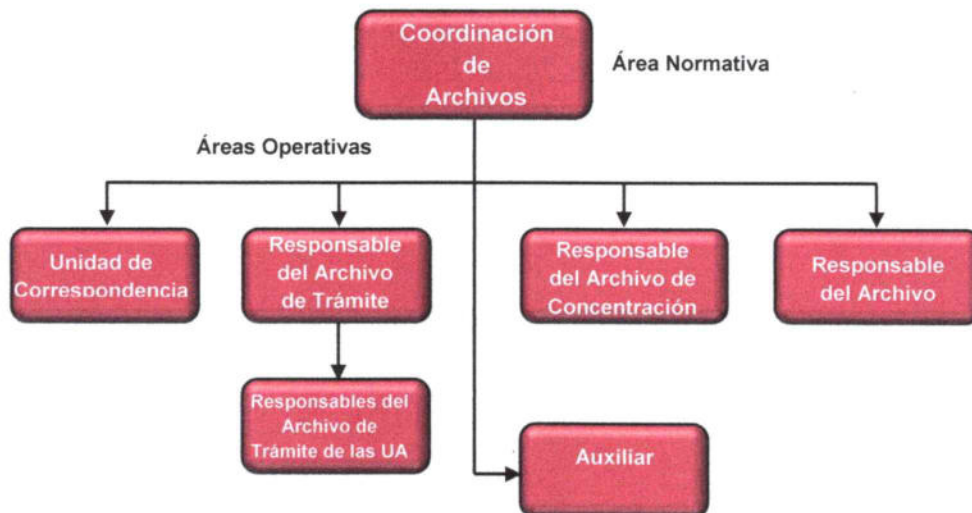 Coordinación
de
Archivos
Área Normativa
Áreas Operativas
Unidad de
Correspondencia
Responsable
del Archivo
de Trámite
Responsable
del Archivo de
Concentración
Responsable
del Archivo
Responsables del
Archivo de
Trámite de las UA
Auxiliar